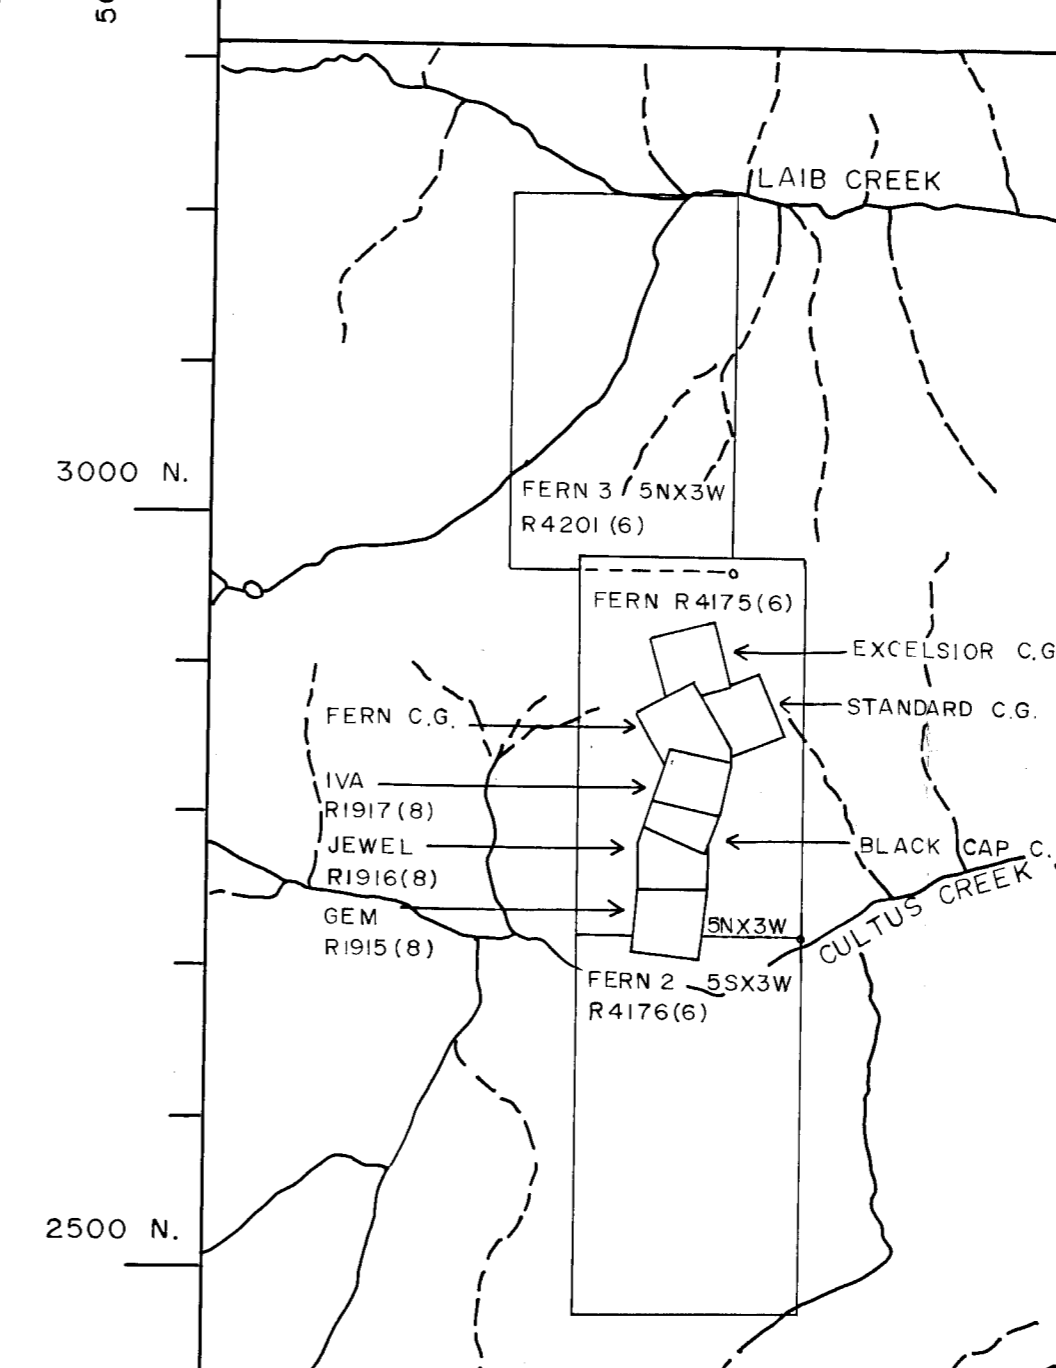 LAIB CREEK
3000 N.
FERN 3 5NX3W
R4201(6)
FERN R4175(6)
EXCELSIOR C.G
FERN C.G.
STANDARD C.G.
IVA
R1917(8)
JEWEL
R1916(8)
BLACK CAP C.
GEM
R1915(8)
5NX3W
CULTUS CREEK
FERN 2 5SX3W
R4176(6)
2500 N.